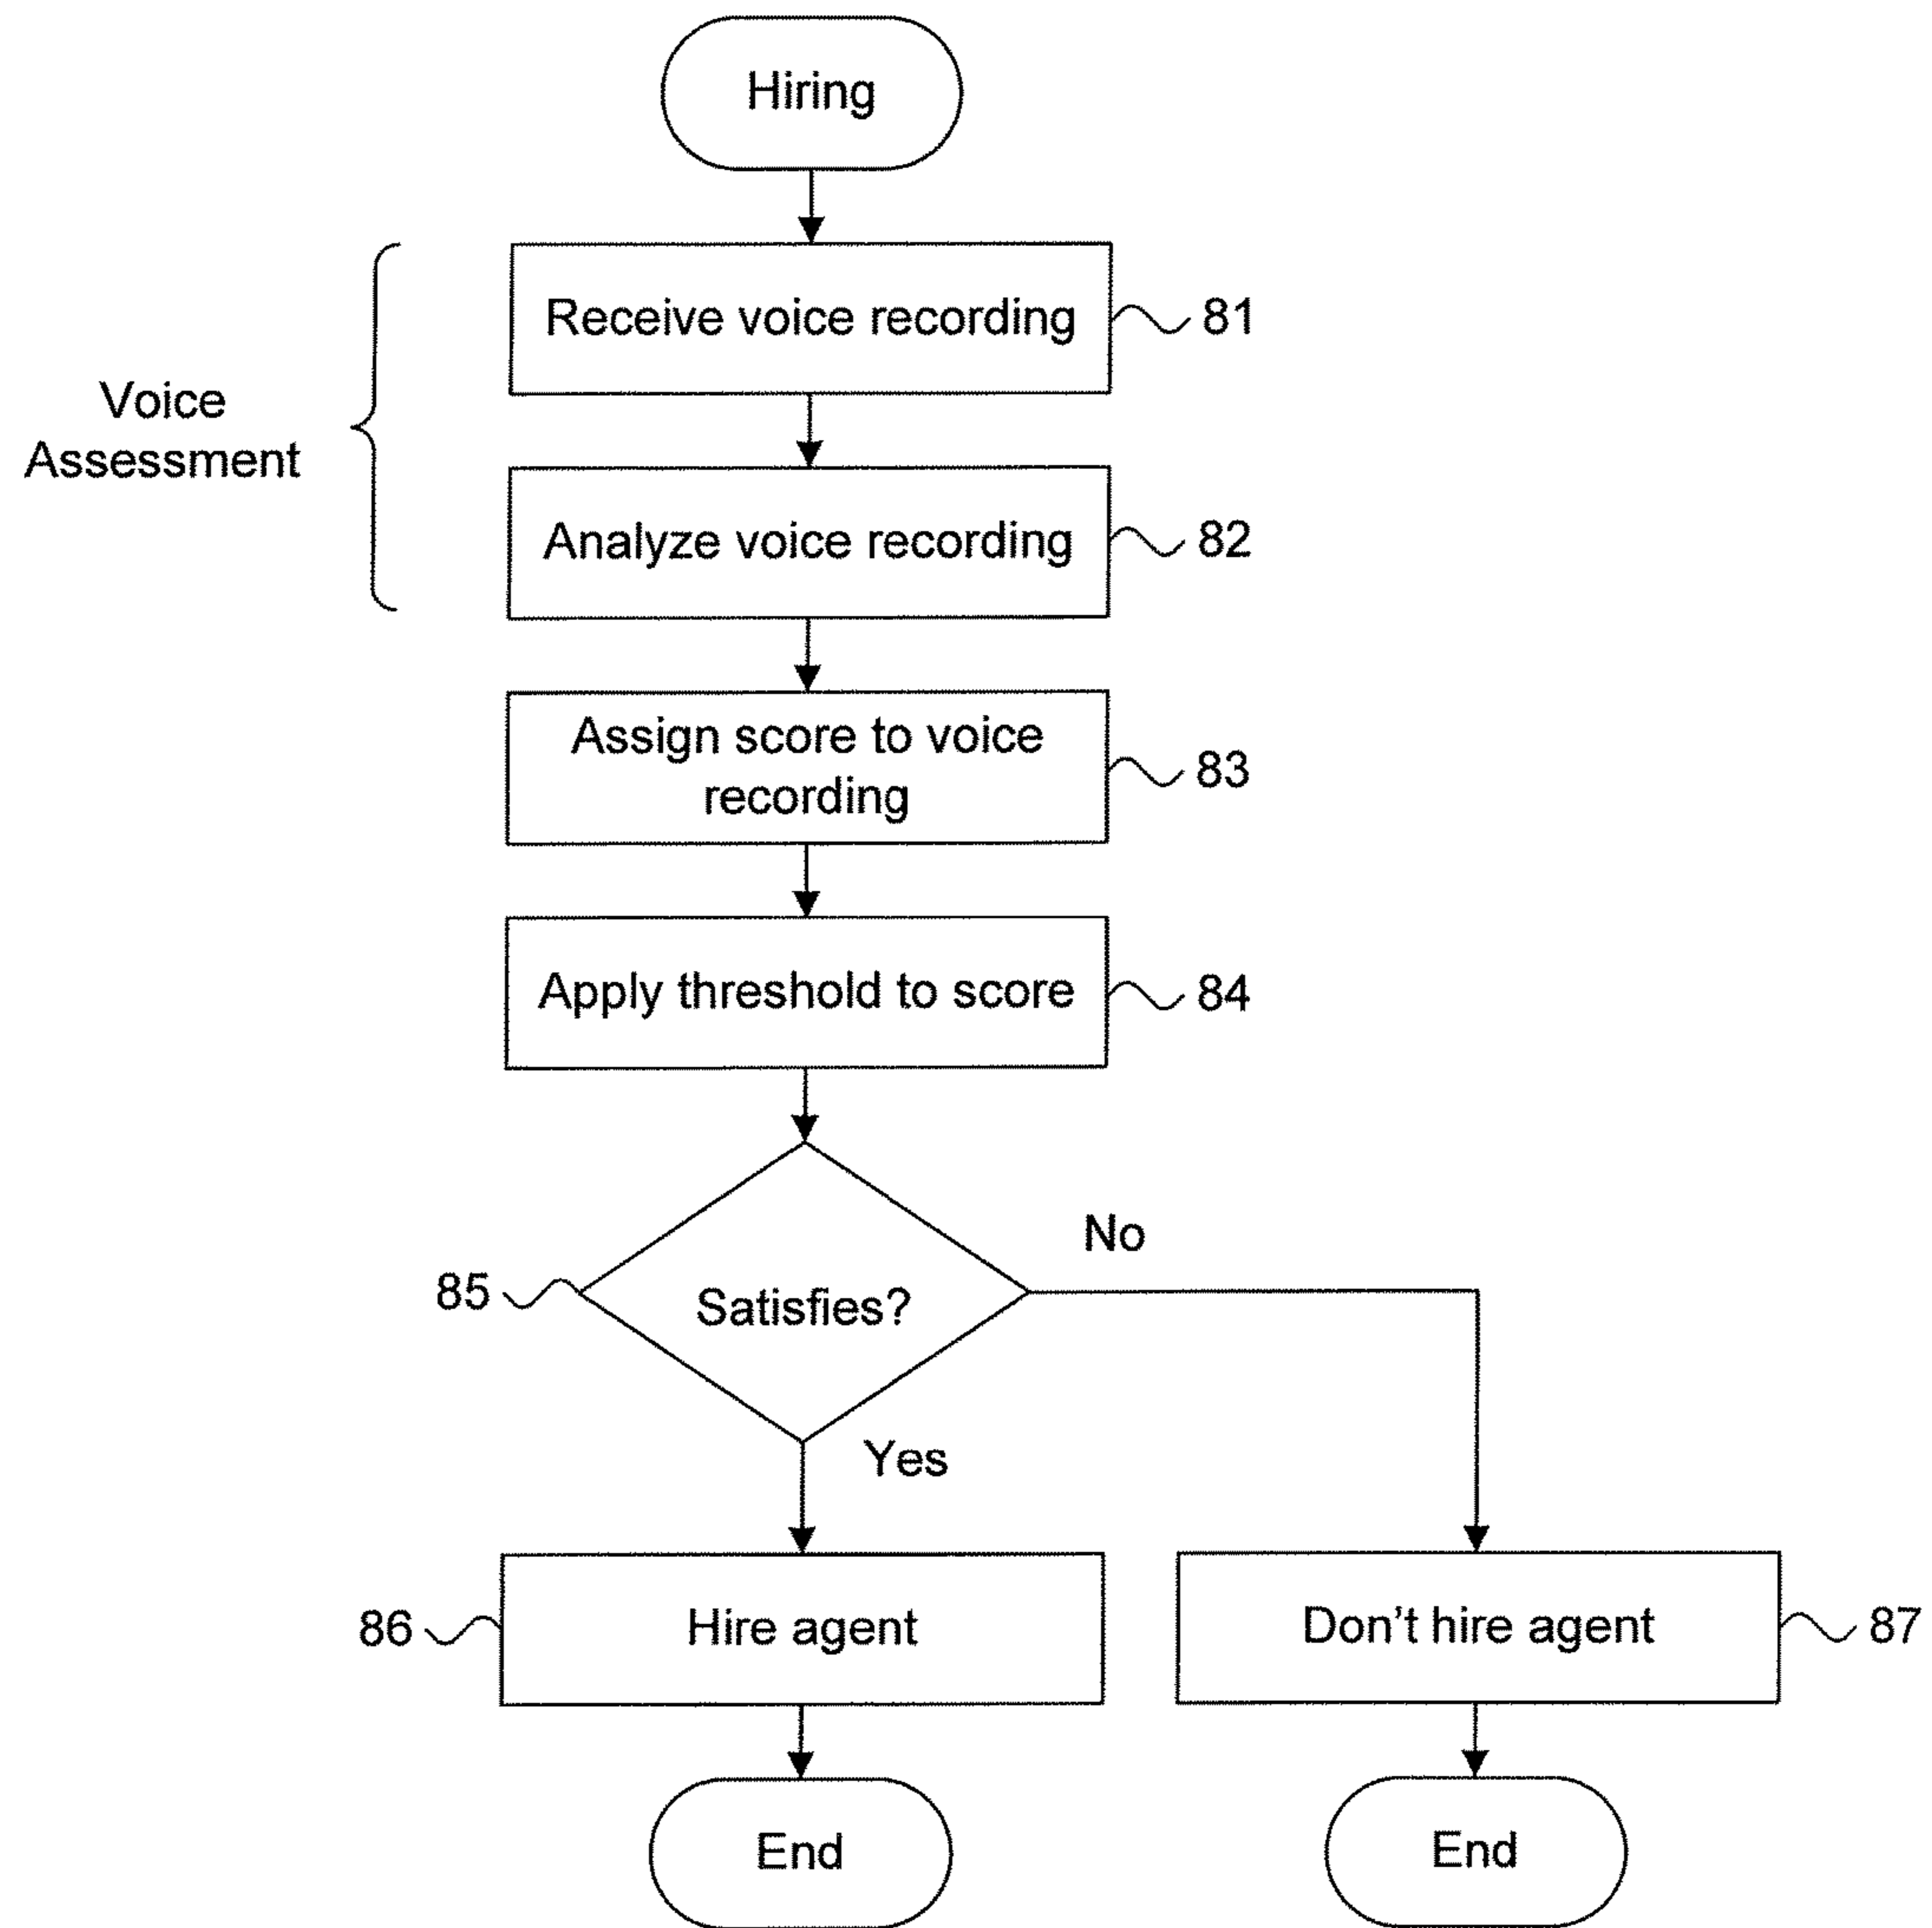 Hiring
Receive voice recording
81
Voice
Assessment
Analyze voice recording
82
Assign score to voice
recording
83
Apply threshold to score
84
No
85
Satisfies?
Yes
86
Hire agent
Don't hire agent
87
End
End